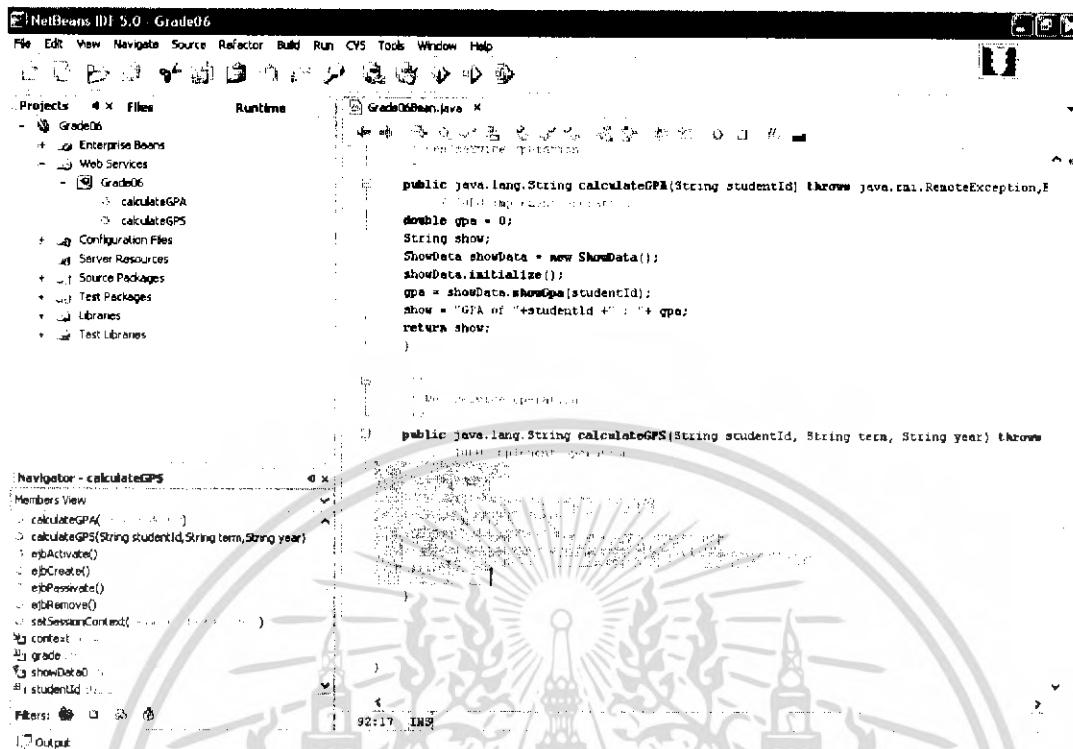 NetBeans IDE 5.0 - Grade06
File Edit View Navigate Source Refactor Build Run CVS Tools Window Help
Projects Files Runtime
Grade06Bean.java
Grade06
Enterprise Beans
Web Services
Grade06
calculateGPA
calculateGPS
Configuration Files
Server Resources
Source Packages
Test Packages
Libraries
Test Libraries
public java.lang.String calculateGPA(String studentId) throws java.rmi.RemoteException,
double gpa = 0;
String show;
ShowData showData = new ShowData();
showData.initialize();
gpa = showData.showGpa(studentId);
show = "GPA of "+studentId +" : "+ gpa;
return show;
}
public java.lang.String calculateGPS(String studentId, String term, String year) throws
}
}
92:17 INS
Navigator - calculateGPS
Members View
calculateGPA( )
calculateGPS(String studentId,String term,String year)
ejbActivate()
ejbCreate()
ejbPassivate()
ejbRemove()
setSessionContext( )
context
grade
showData0
studentId
Filters:
Output